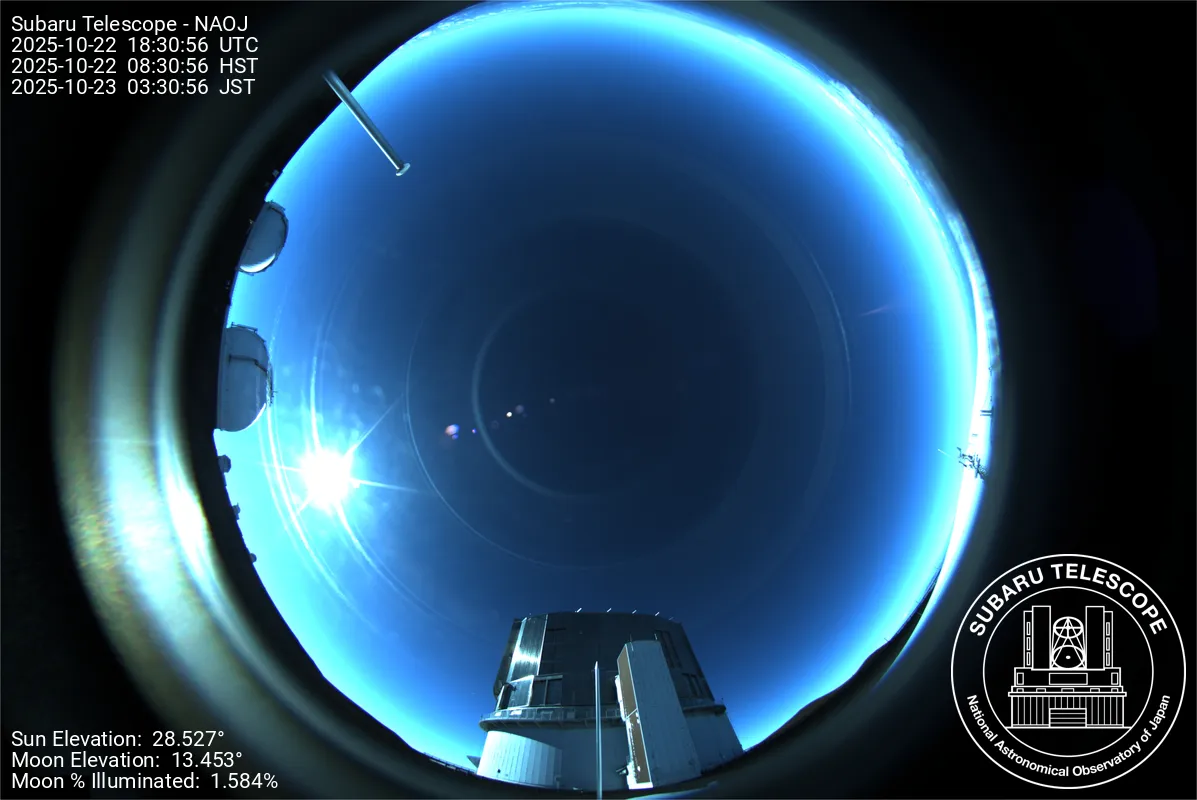 Subaru Telescope - NAOJ
2025-10-22 18:30:56 UTC
2025-10-22 08:30:56 HST
2025-10-23 03:30:56 JST
SUBARU TELESCOPE
National Astronomical Observatory of Japan
Sun Elevation: 28.527°
Moon Elevation: 13.453°
Moon % Illuminated: 1.584%